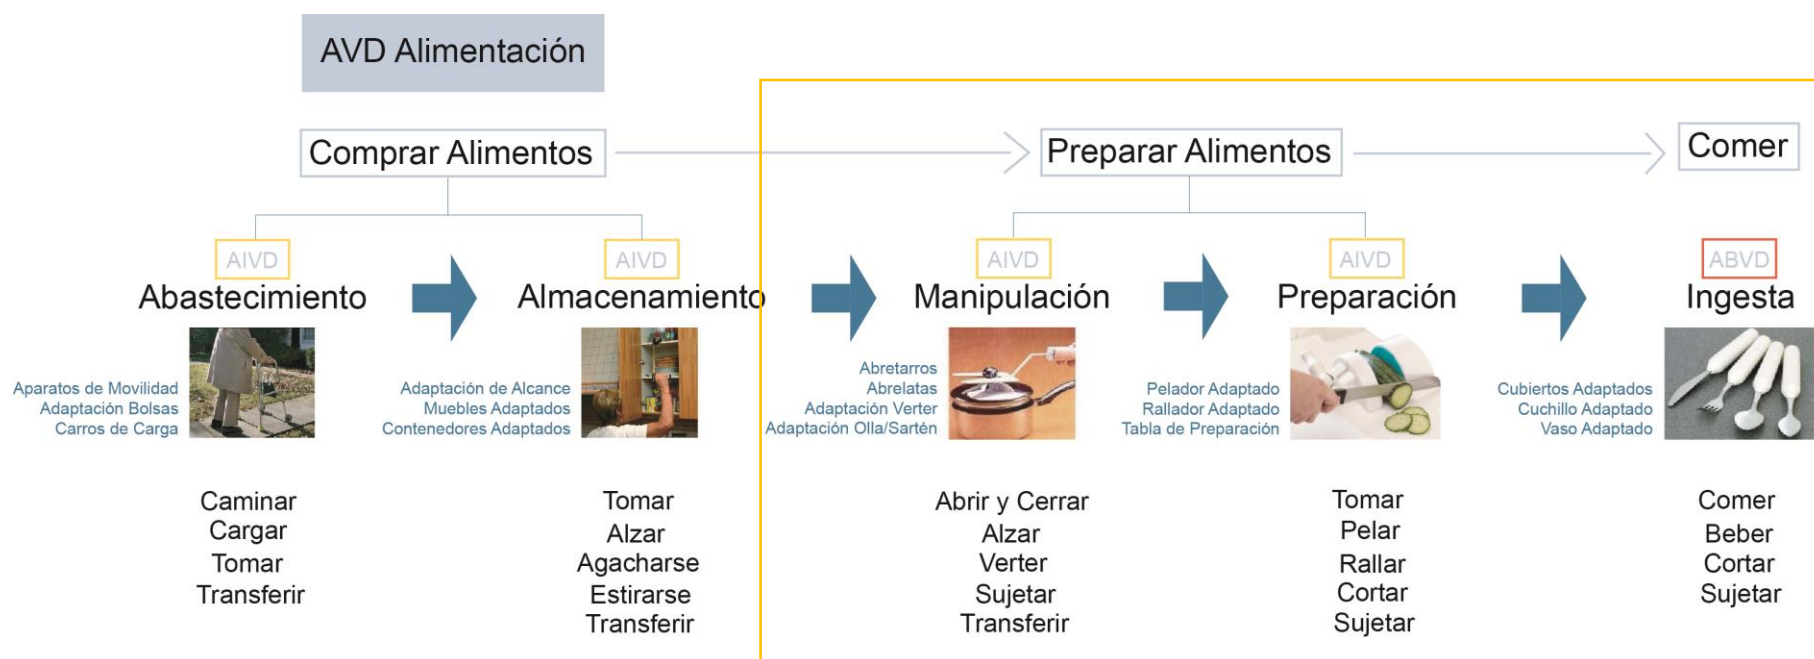 AVD Alimentación
Comprar Alimentos
Preparar Alimentos
Comer
AIVD
AIVD
AIVD
AIVD
ABVD
Abastecimiento
Almacenamiento
Manipulación
Preparación
Ingesta
Aparatos de Movilidad
Adaptación Bolsas
Carros de Carga
Adaptación de Alcance
Muebles Adaptados
Contenedores Adaptados
Abretarros
Abrelatas
Adaptación Verter
Adaptación Olla/Sartén
Pelador Adaptado
Rallador Adaptado
Tabla de Preparación
Cubiertos Adaptados
Cuchillo Adaptado
Vaso Adaptado
Caminar
Cargar
Tomar
Transferir
Tomar
Alzar
Agacharse
Estirarse
Transferir
Abrir y Cerrar
Alzar
Verter
Sujetar
Transferir
Tomar
Pelar
Rallar
Cortar
Sujetar
Comer
Beber
Cortar
Sujetar